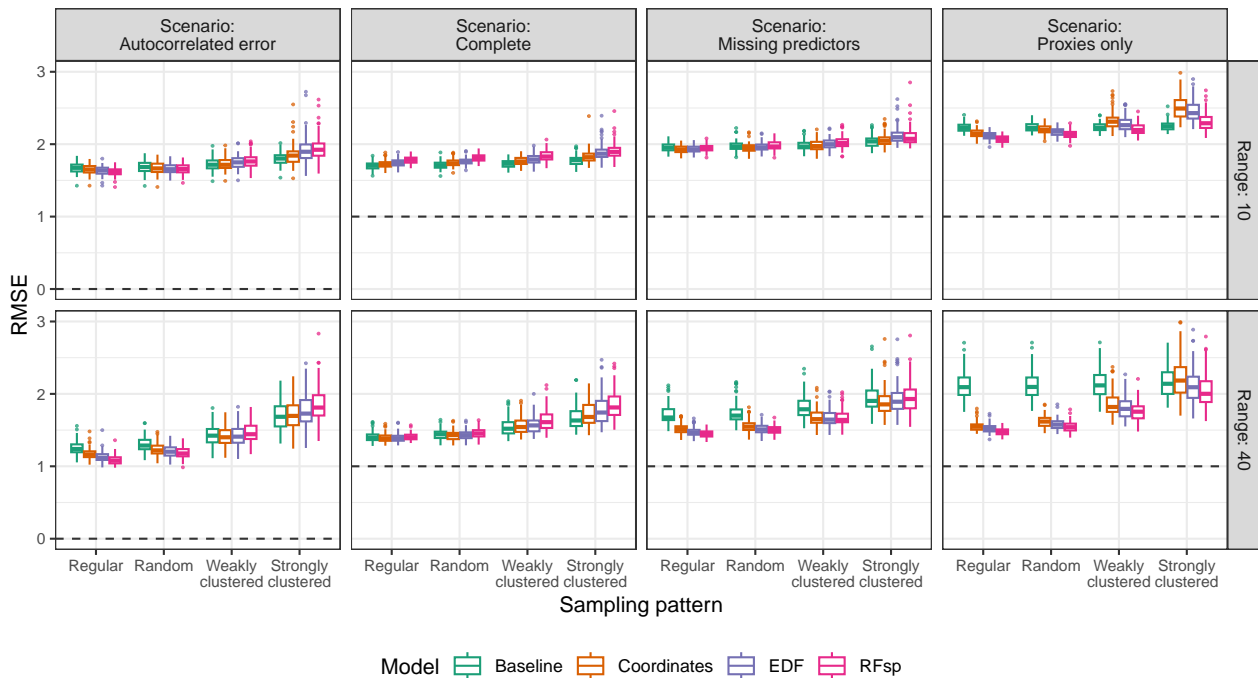 Scenario:
Autocorrelated error
Scenario:
Complete
Scenario:
Missing predictors
Scenario:
Proxies only
3
2
1
0
Range: 10
RMSE
3
2
1
0
Range: 40
Regular
Random
Weakly
clustered
Strongly
clustered
Regular
Random
Weakly
clustered
Strongly
clustered
Regular
Random
Weakly
clustered
Strongly
clustered
Regular
Random
Weakly
clustered
Strongly
clustered
Sampling pattern
Model Baseline Coordinates EDF RFsp